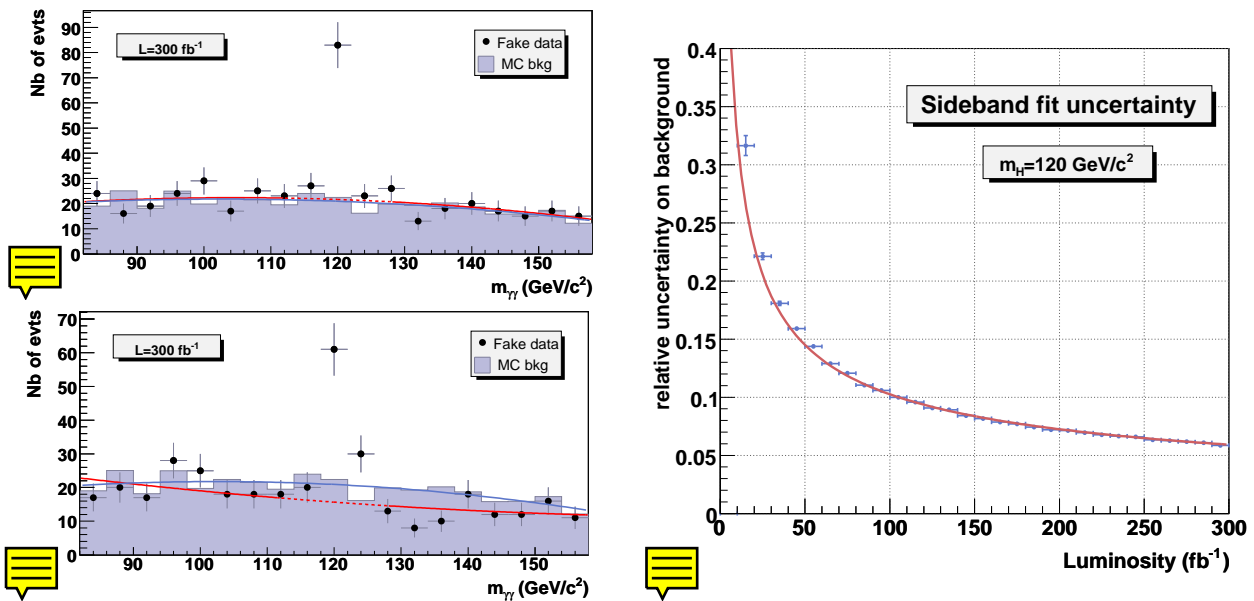 Nb of evts
90
80
70
60
50
40
30
20
10
0
L=300 fb⁻¹
Fake data
MC bkg
90 100 110 120 130 140 150
mγγ (GeV/c²)
Nb of evts
70
60
50
40
30
20
10
0
L=300 fb⁻¹
Fake data
MC bkg
90 100 110 120 130 140 150
mγγ (GeV/c²)
relative uncertainty on background
0.4
0.35
0.3
0.25
0.2
0.15
0.1
0.05
0
Sideband fit uncertainty
mH=120 GeV/c²
0 50 100 150 200 250 300
Luminosity (fb⁻¹)